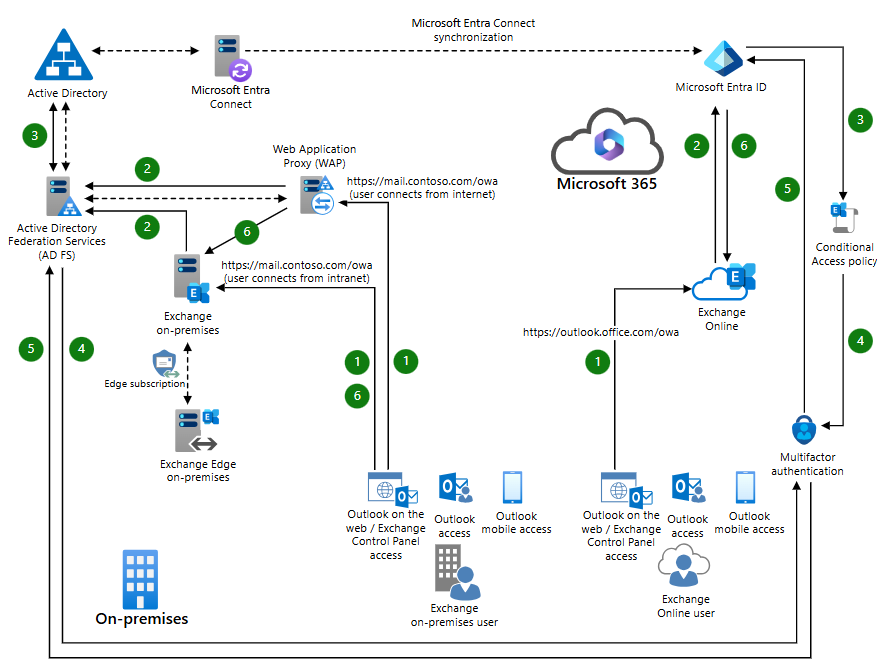 Microsoft Entra Connect
synchronization
Active Directory
Microsoft Entra
Connect
Microsoft Entra ID
3
2
Web Application
Proxy (WAP)
https://mail.contoso.com/owa
(user connects from internet)
Microsoft 365
2
6
3
5
Active Directory
Federation Services
(AD FS)
2
6
https://mail.contoso.com/owa
(user connects from intranet)
Conditional
Access policy
E
E
E
Exchange
on-premises
Exchange
Online
https://outlook.office.com/owa
5
4
1
1
1
4
6
Edge subscription
E
Exchange Edge
on-premises
Multifactor
authentication
O
O
O
O
Outlook on the
web / Exchange
Control Panel
access
Outlook
access
Outlook
mobile access
Outlook on the
web / Exchange
Control Panel
access
Outlook
access
Outlook
mobile access
Exchange
on-premises user
Exchange
Online user
On-premises